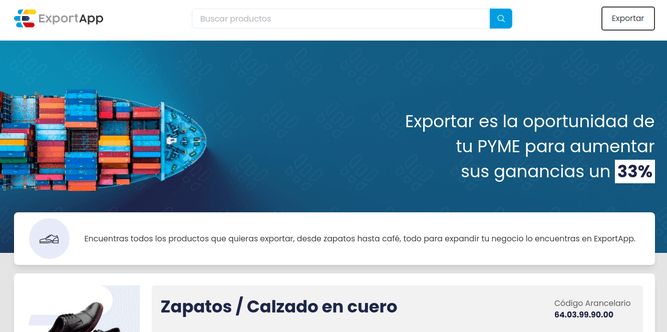 ExportApp
Buscar productos
Exportar
Exportar es la oportunidad de
tu PYME para aumentar
sus ganancias un 33%
Encuentras todos los productos que quieras exportar, desde zapatos hasta café, todo para expandir tu negocio lo encuentras en ExportApp.
Zapatos / Calzado en cuero
Código Arancelario
64.03.99.90.00